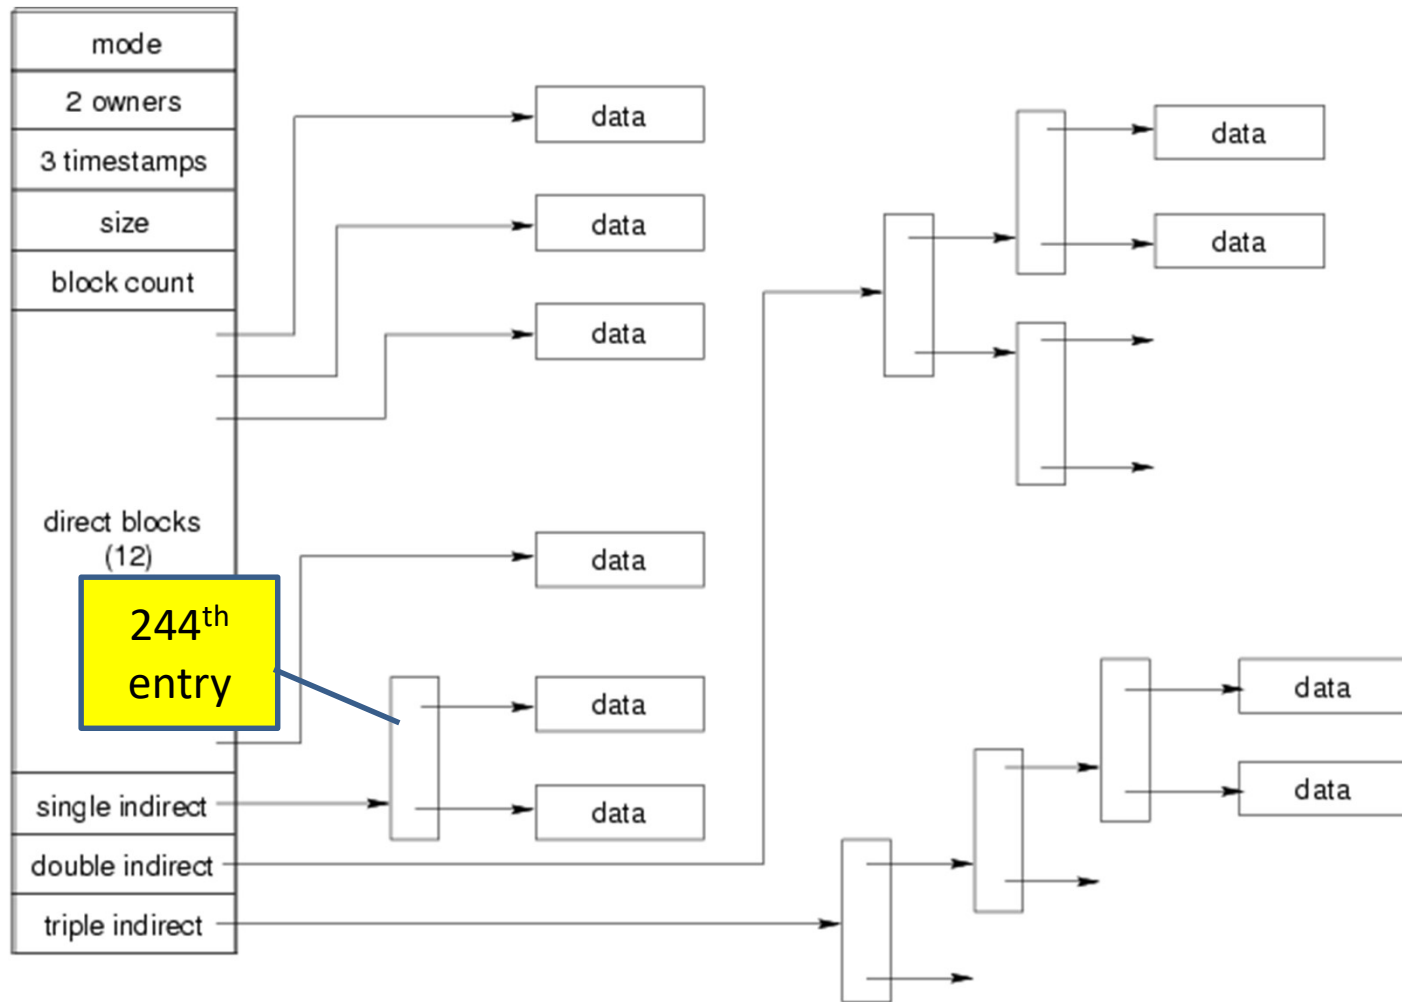 mode
2 owners
3 timestamps
size
block count
direct blocks
(12)
244th
entry
single indirect
double indirect
triple indirect
data
data
data
data
data
data
data
data
data
data